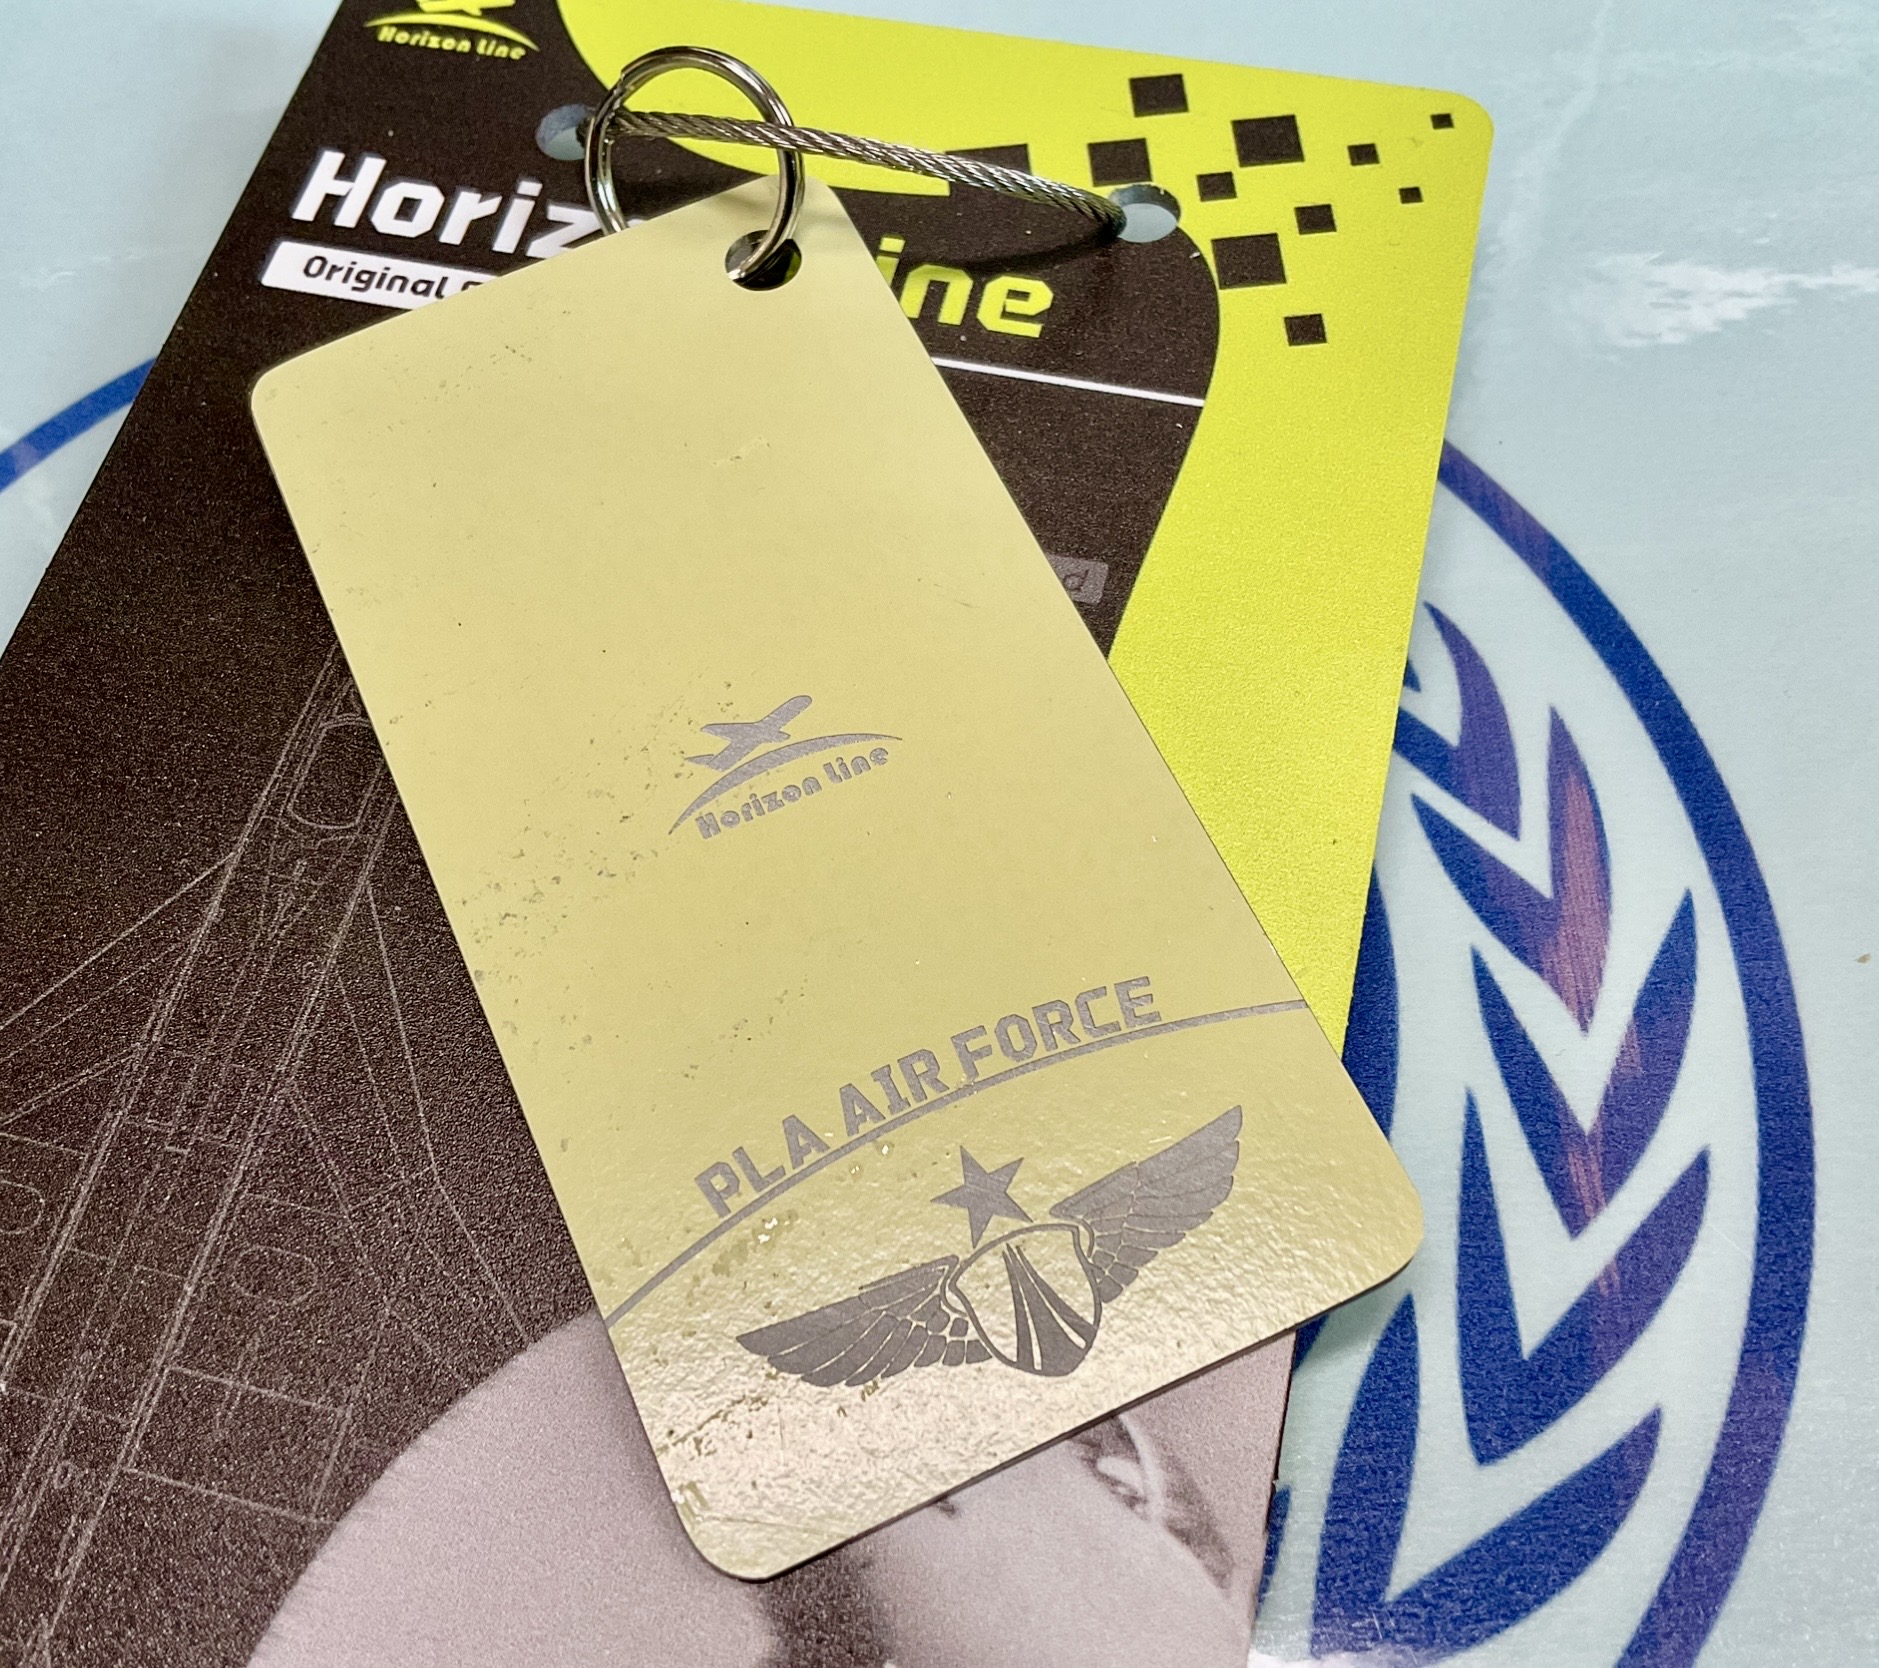 Horizon Line
Horiz
ine
Original
Horizon Line
PLA AIR FORCE